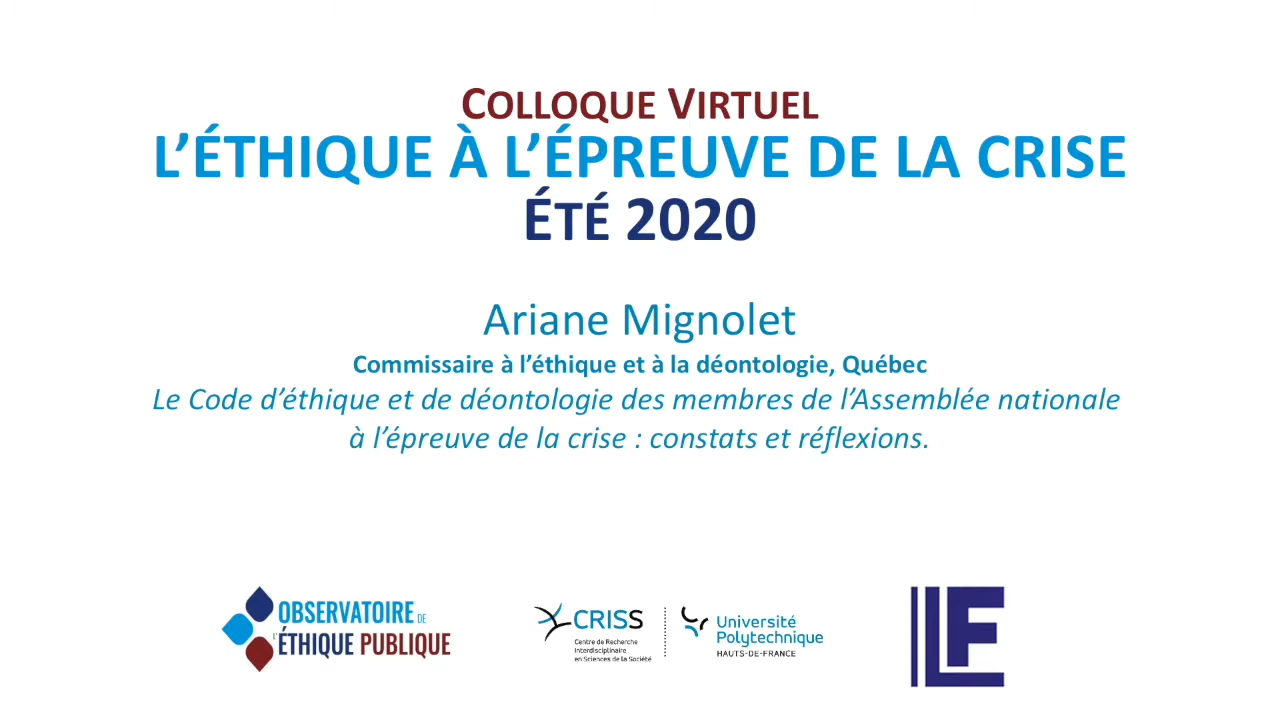 COLLOQUE VIRTUEL
L’ÉTHIQUE À L’ÉPREUVE DE LA CRISE
ÉTÉ 2020
Ariane Mignolet
Commissaire à l’éthique et à la déontologie, Québec
Le Code d’éthique et de déontologie des membres de l’Assemblée nationale
à l’épreuve de la crise : constats et réflexions.
OBSERVATOIRE DE
L’ÉTHIQUE PUBLIQUE
CRISS
Centre de Recherche
Interdisciplinaire
en Sciences de la Société
Université
Polytechnique
HAUTS-DE-FRANCE
LF